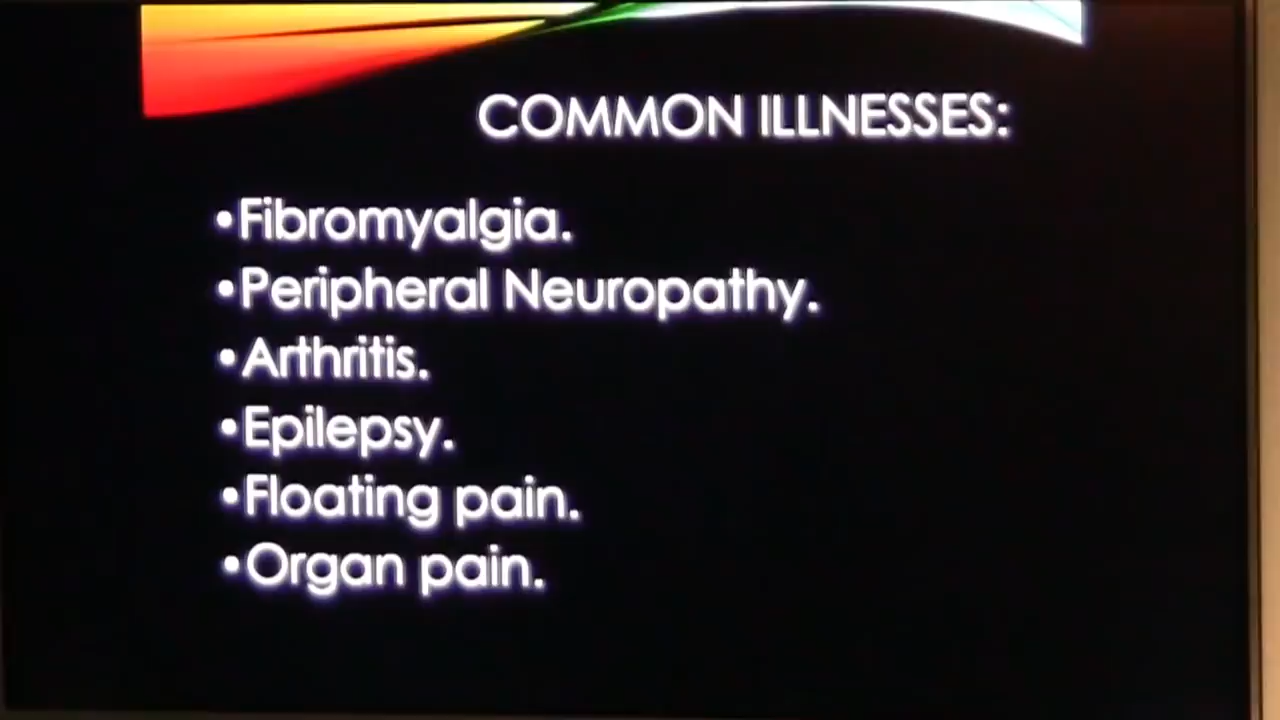 COMMON ILLNESSES:
•Fibromyalgia.
•Peripheral Neuropathy.
•Arthritis.
•Epilepsy.
•Floating pain.
•Organ pain.